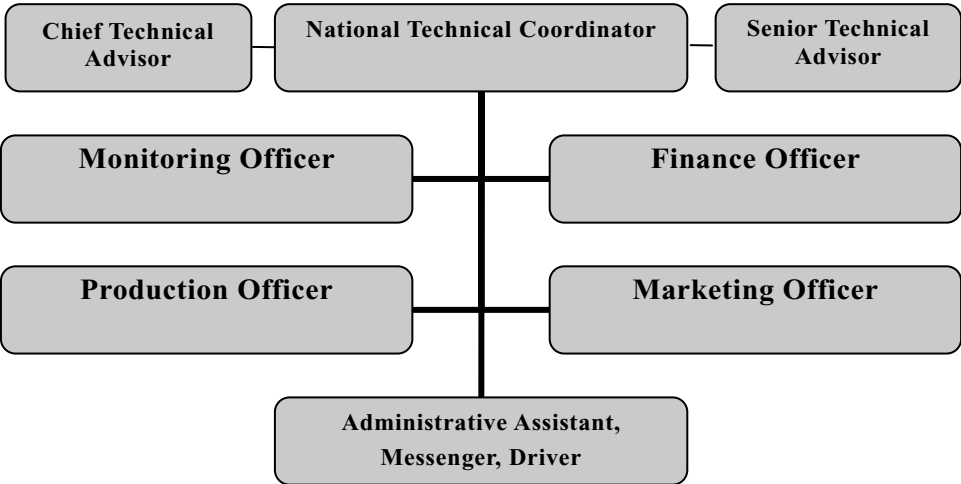 Chief Technical
Advisor
National Technical Coordinator
Senior Technical
Advisor
Monitoring Officer
Finance Officer
Production Officer
Marketing Officer
Administrative Assistant,
Messenger, Driver